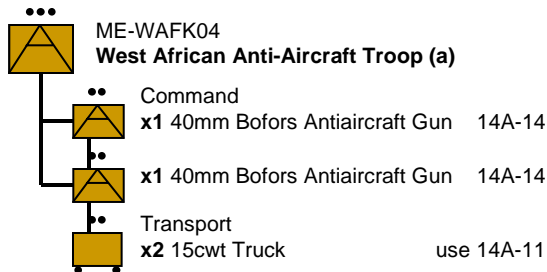 ME-WAFK04
West African Anti-Aircraft Troop (a)
Command
x1 40mm Bofors Antiaircraft Gun 14A-14
x1 40mm Bofors Antiaircraft Gun 14A-14
Transport
x2 15cwt Truck use 14A-11